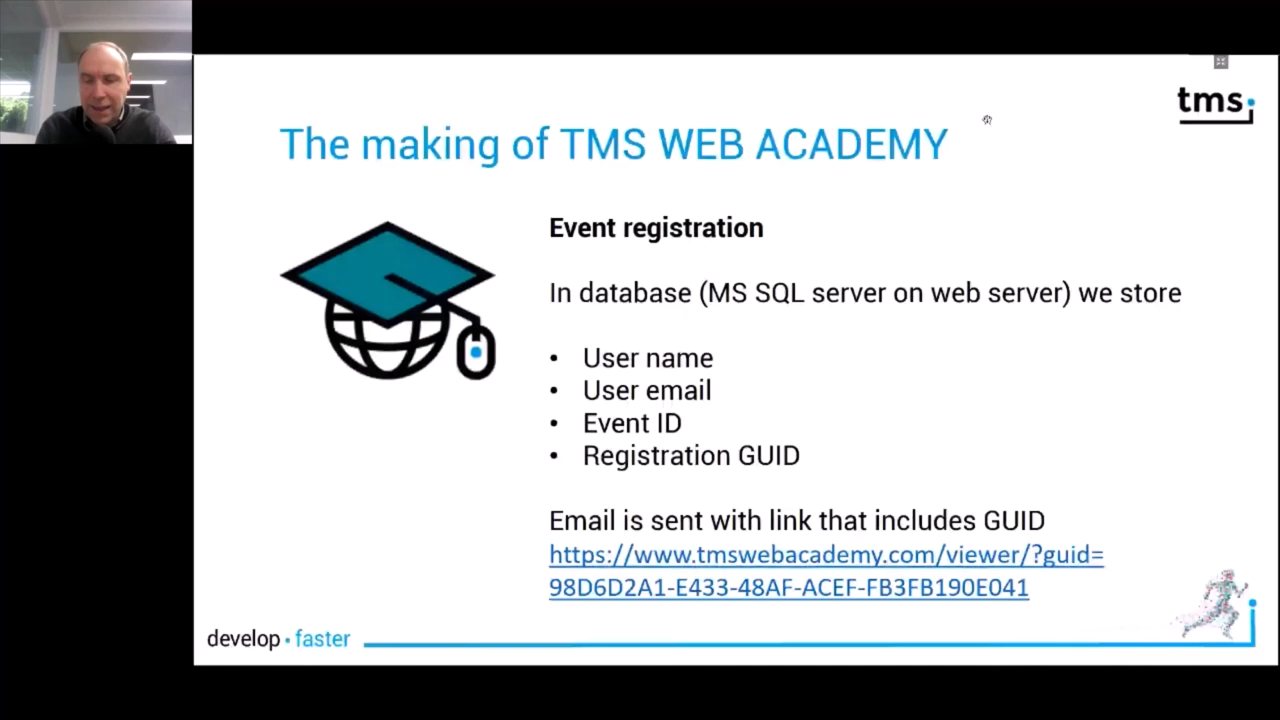 tms
The making of TMS WEB ACADEMY
Event registration
In database (MS SQL server on web server) we store
• User name
• User email
• Event ID
• Registration GUID
Email is sent with link that includes GUID
https://www.tmswebacademy.com/viewer/?guid=
98D6D2A1-E433-48AF-ACEF-FB3FB190E041
develop · faster